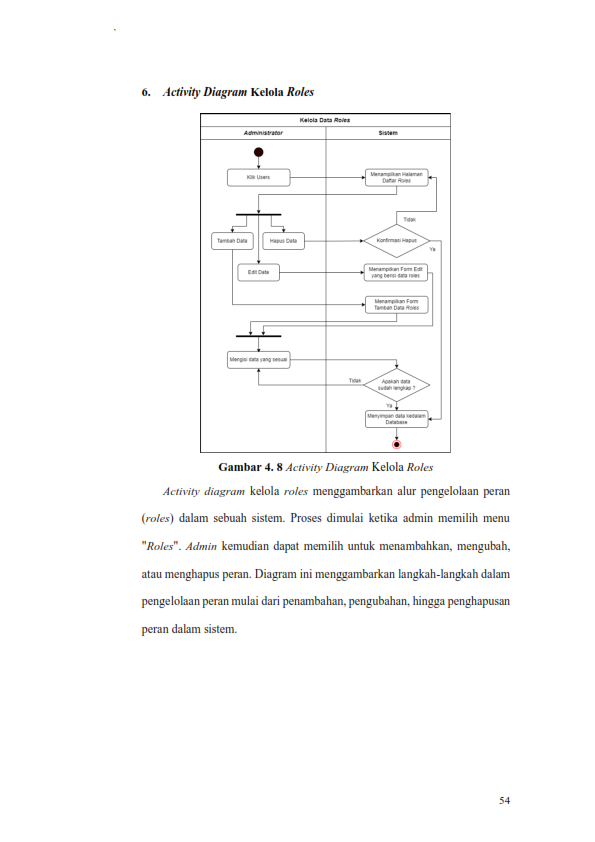 6. Activity Diagram Kelola Roles
Kelola Data Roles
Administrator
Sistem
Klik Users
Menampilkan Halaman
Daftar Roles
Tidak
Tambah Data
Hapus Data
Konfirmasi Hapus
Ya
Edit Data
Menampilkan Form Edit
yang berisi data roles
Menampilkan Form
Tambah Data Roles
Mengisi data yang sesuai
Tidak
Apakah data
sudah lengkap ?
Ya
Menyimpan data kedalam
Database
Gambar 4. 8 Activity Diagram Kelola Roles
Activity diagram kelola roles menggambarkan alur pengelolaan peran
(roles) dalam sebuah sistem. Proses dimulai ketika admin memilih menu
"Roles". Admin kemudian dapat memilih untuk menambahkan, mengubah,
atau menghapus peran. Diagram ini menggambarkan langkah-langkah dalam
pengelolaan peran mulai dari penambahan, pengubahan, hingga penghapusan
peran dalam sistem.
54